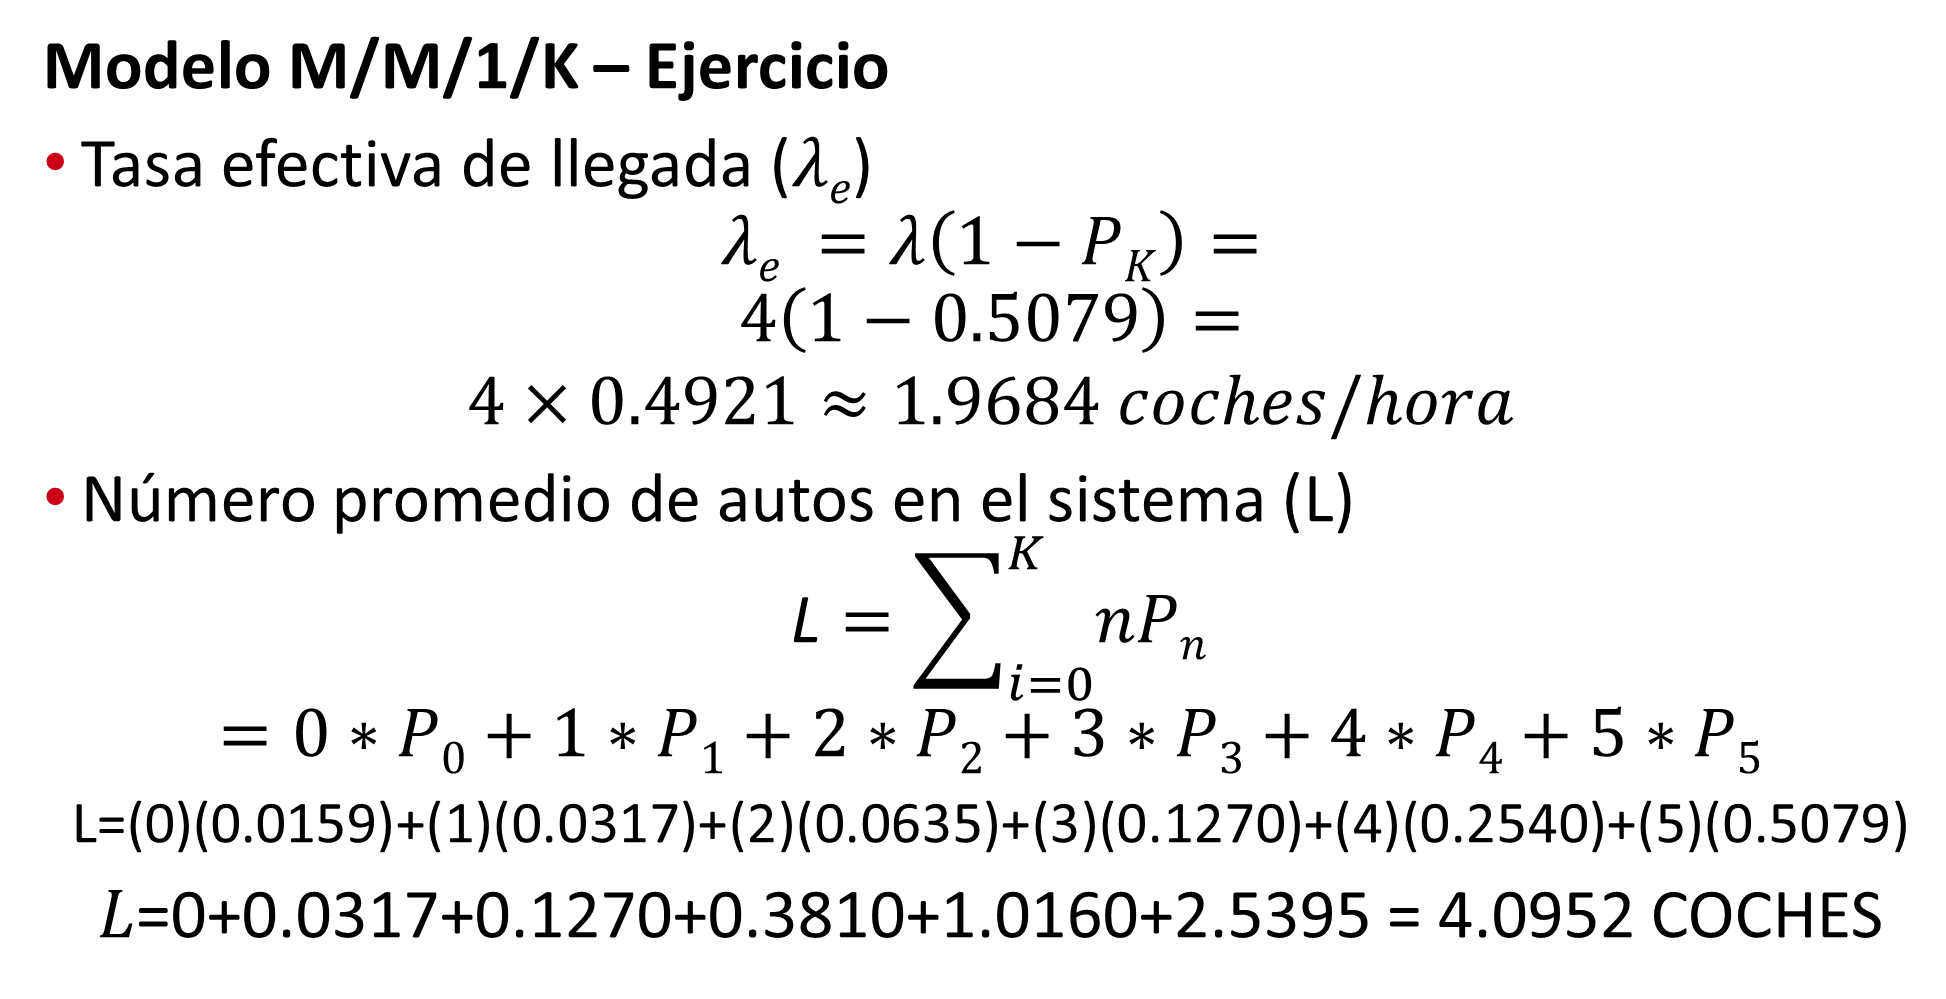 Modelo M/M/1/K – Ejercicio
• Tasa efectiva de llegada (λₑ)
λₑ = λ(1 − P_K) =
4(1 − 0.5079) =
4 × 0.4921 ≈ 1.9684 coches/hora
• Número promedio de autos en el sistema (L)
L = ∑_{i=0}^{K} nPₙ
= 0 ∗ P₀ + 1 ∗ P₁ + 2 ∗ P₂ + 3 ∗ P₃ + 4 ∗ P₄ + 5 ∗ P₅
L=(0)(0.0159)+(1)(0.0317)+(2)(0.0635)+(3)(0.1270)+(4)(0.2540)+(5)(0.5079)
L=0+0.0317+0.1270+0.3810+1.0160+2.5395 = 4.0952 COCHES